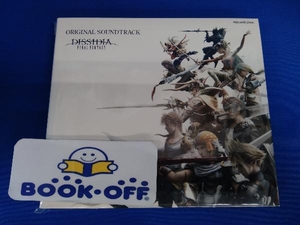 ORIGINAL SOUNDTRACK
DISSIDIA
FINAL FANTASY
BOOK·OFF